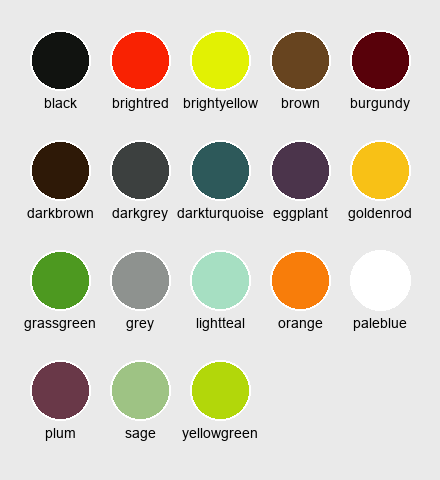 black brightred brightyellow brown burgundy
darkbrown darkgrey darkturquoise eggplant goldenrod
grassgreen grey lightteal orange paleblue
plum sage yellowgreen